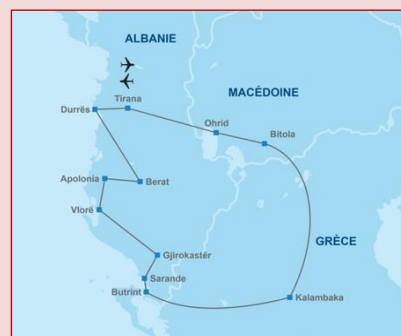 ALBANIE
MACÉDOINE
Tirana
Durrës
Ohrid
Bitola
Apolonia
Berat
Vlorë
GRÈCE
Gjirokastër
Sarande
Butrint
Kalambaka